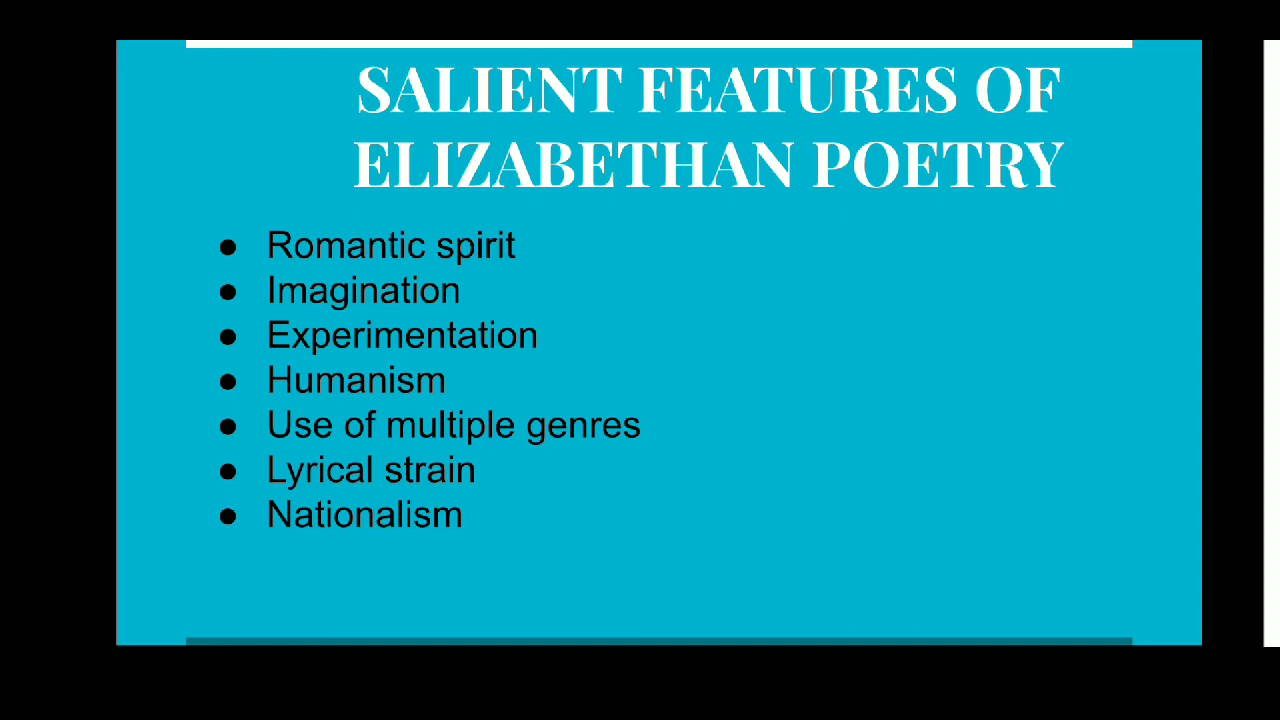 SALIENT FEATURES OF
ELIZABETHAN POETRY
● Romantic spirit
● Imagination
● Experimentation
● Humanism
● Use of multiple genres
● Lyrical strain
● Nationalism